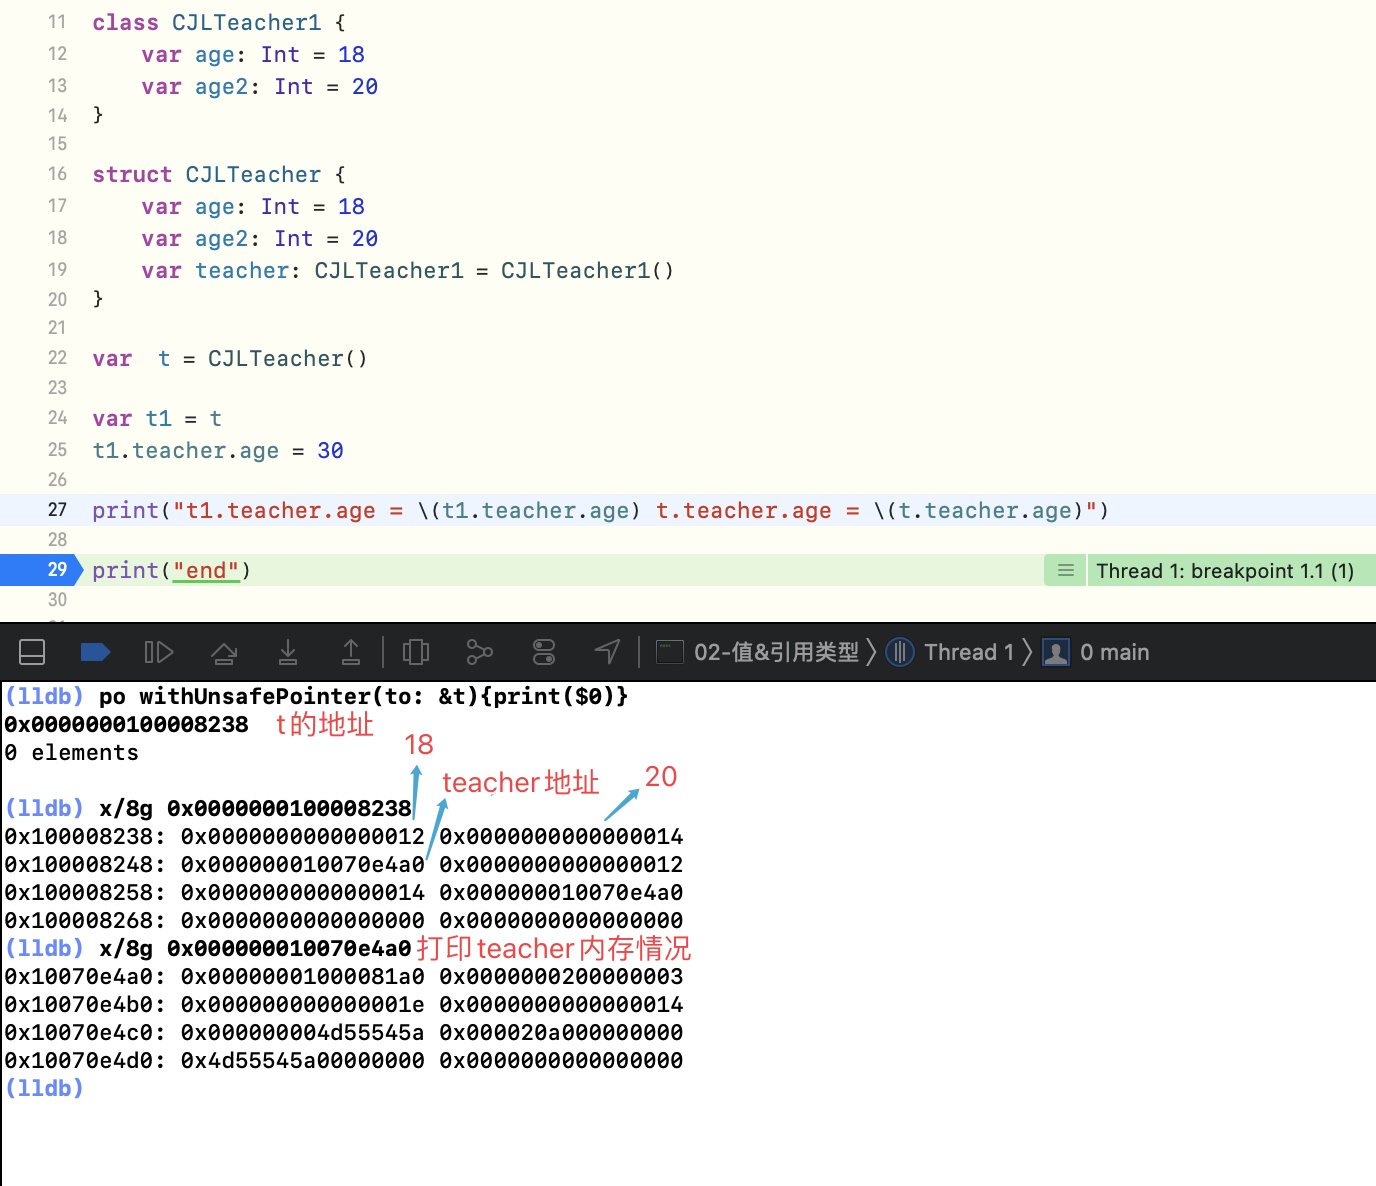 11 class CJLTeacher1 {
12 var age: Int = 18
13 var age2: Int = 20
14 }
15
16 struct CJLTeacher {
17 var age: Int = 18
18 var age2: Int = 20
19 var teacher: CJLTeacher1 = CJLTeacher1()
20 }
21
22 var t = CJLTeacher()
23
24 var t1 = t
25 t1.teacher.age = 30
26
27 print("t1.teacher.age = \(t1.teacher.age) t.teacher.age = \(t.teacher.age)")
28
29 print("end") Thread 1: breakpoint 1.1 (1)
30
02-值&引用类型 Thread 1 0 main
(lldb) po withUnsafePointer(to: &t){print($0)}
0x0000000100008238 t的地址
0 elements
18
teacher地址 20
(lldb) x/8g 0x0000000100008238
0x100008238: 0x0000000000000012 0x0000000000000014
0x100008248: 0x000000010070e4a0 0x0000000000000012
0x100008258: 0x0000000000000014 0x000000010070e4a0
0x100008268: 0x0000000000000000 0x0000000000000000
(lldb) x/8g 0x000000010070e4a0 打印teacher内存情况
0x10070e4a0: 0x00000001000081a0 0x0000000200000003
0x10070e4b0: 0x000000000000001e 0x0000000000000014
0x10070e4c0: 0x000000004d55545a 0x000020a000000000
0x10070e4d0: 0x4d55545a00000000 0x0000000000000000
(lldb)